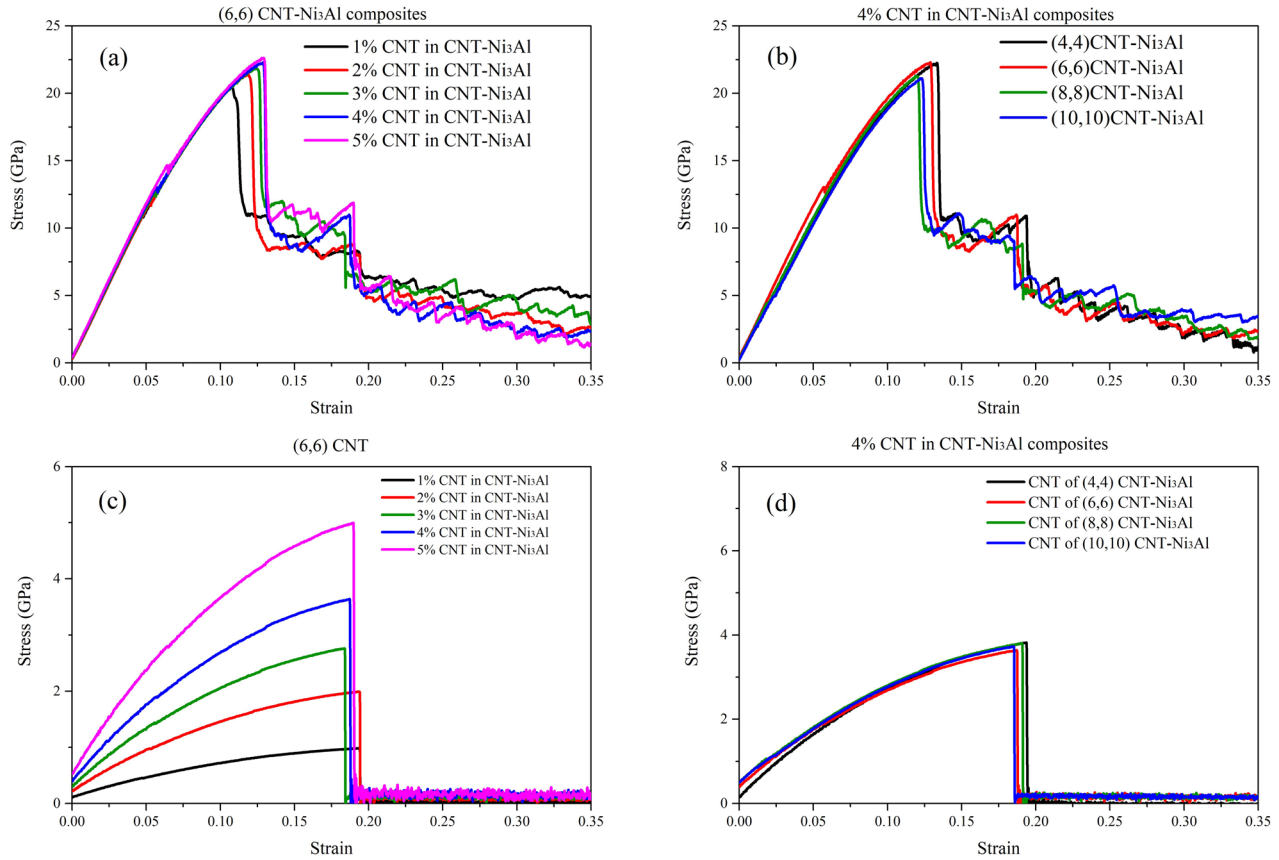 (6,6) CNT-Ni₃Al composites
(a)
1% CNT in CNT-Ni₃Al
2% CNT in CNT-Ni₃Al
3% CNT in CNT-Ni₃Al
4% CNT in CNT-Ni₃Al
5% CNT in CNT-Ni₃Al
Stress (GPa)
25
20
15
10
5
0
0.00 0.05 0.10 0.15 0.20 0.25 0.30 0.35
Strain
4% CNT in CNT-Ni₃Al composites
(b)
(4,4)CNT-Ni₃Al
(6,6)CNT-Ni₃Al
(8,8)CNT-Ni₃Al
(10,10)CNT-Ni₃Al
Stress (GPa)
25
20
15
10
5
0
0.00 0.05 0.10 0.15 0.20 0.25 0.30 0.35
Strain
(6,6) CNT
(c)
1% CNT in CNT-Ni₃Al
2% CNT in CNT-Ni₃Al
3% CNT in CNT-Ni₃Al
4% CNT in CNT-Ni₃Al
5% CNT in CNT-Ni₃Al
Stress (GPa)
6
4
2
0
0.00 0.05 0.10 0.15 0.20 0.25 0.30 0.35
Strain
4% CNT in CNT-Ni₃Al composites
(d)
CNT of (4,4) CNT-Ni₃Al
CNT of (6,6) CNT-Ni₃Al
CNT of (8,8) CNT-Ni₃Al
CNT of (10,10) CNT-Ni₃Al
Stress (GPa)
8
6
4
2
0
0.00 0.05 0.10 0.15 0.20 0.25 0.30 0.35
Strain